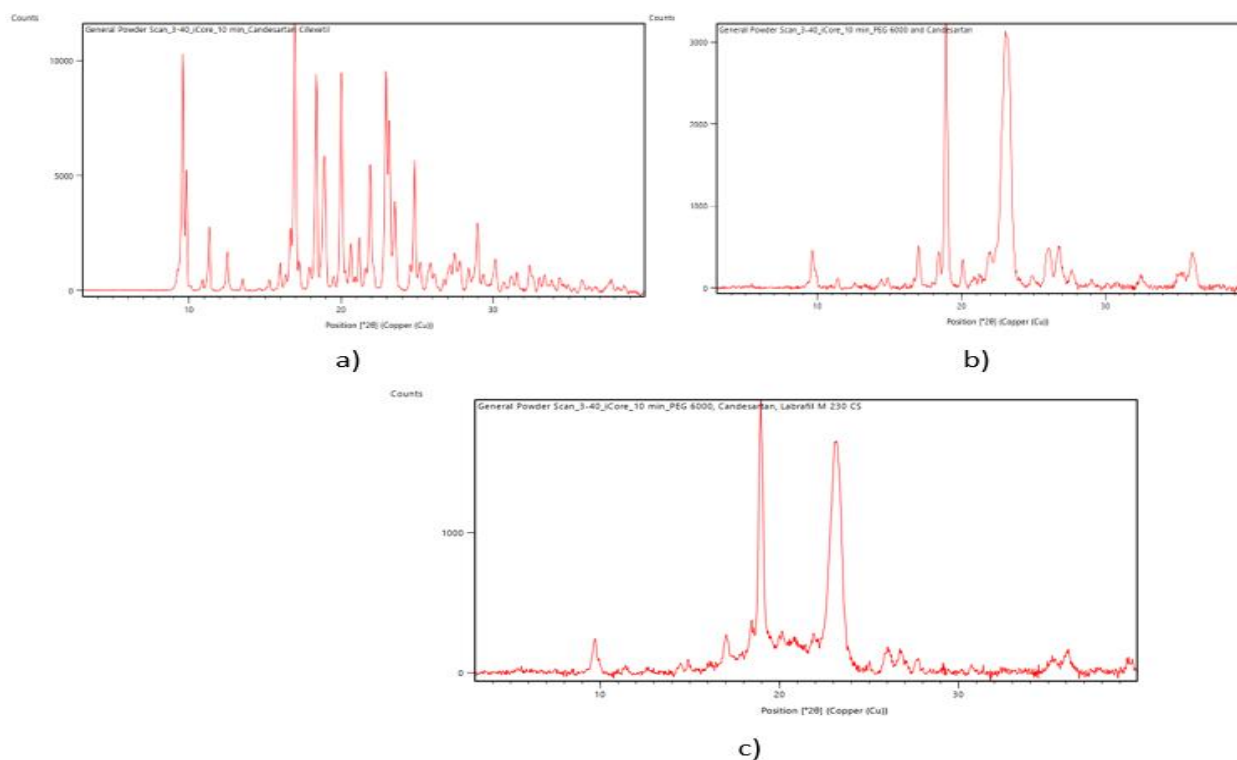 Counts
General Powder Scan_3-40_iCore_10 min_Candesartan Cilexetil
10000
5000
0
10
20
30
Position [°2θ] (Copper (Cu))
a)
Counts
General Powder Scan_3-40_iCore_10 min_PEG 6000 and Candesartan
3000
2000
1000
0
10
20
30
Position [°2θ] (Copper (Cu))
b)
Counts
General Powder Scan_3-40_iCore_10 min_PEG 6000, Candesartan, Labrafil M 230 CS
1000
0
10
20
30
Position [°2θ] (Copper (Cu))
c)